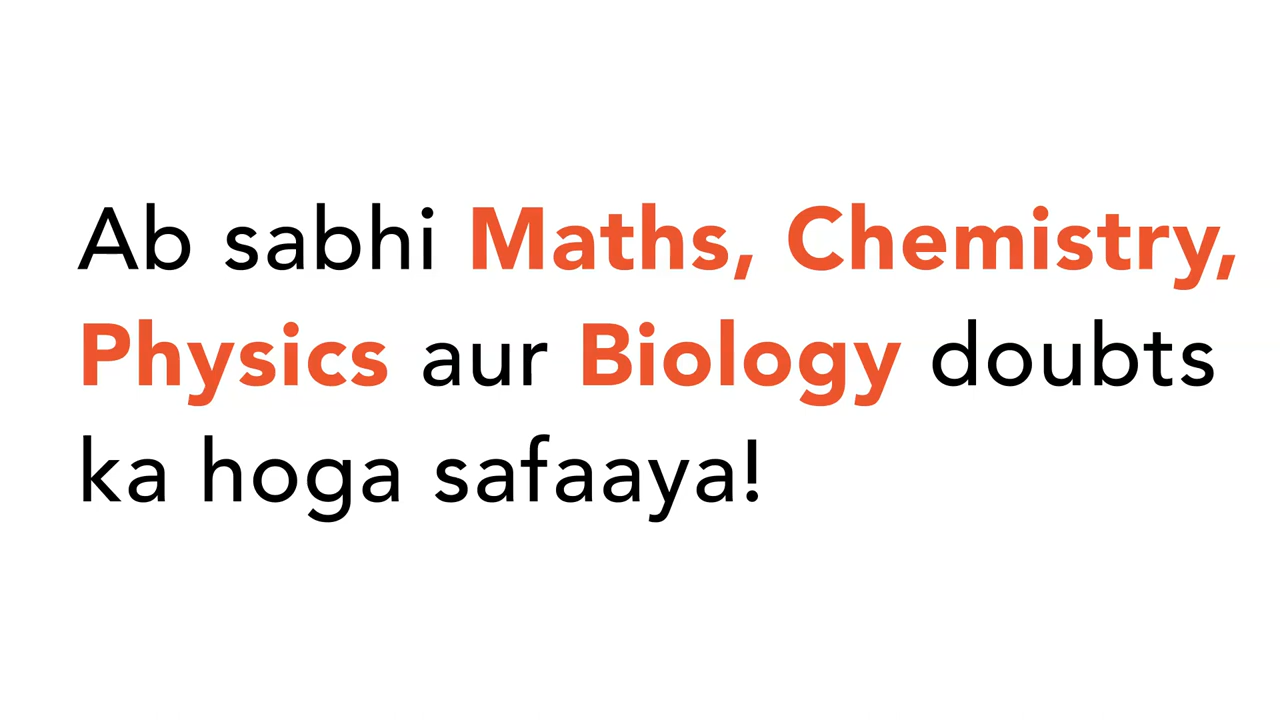 Ab sabhi Maths, Chemistry,
Physics aur Biology doubts
ka hoga safaaya!